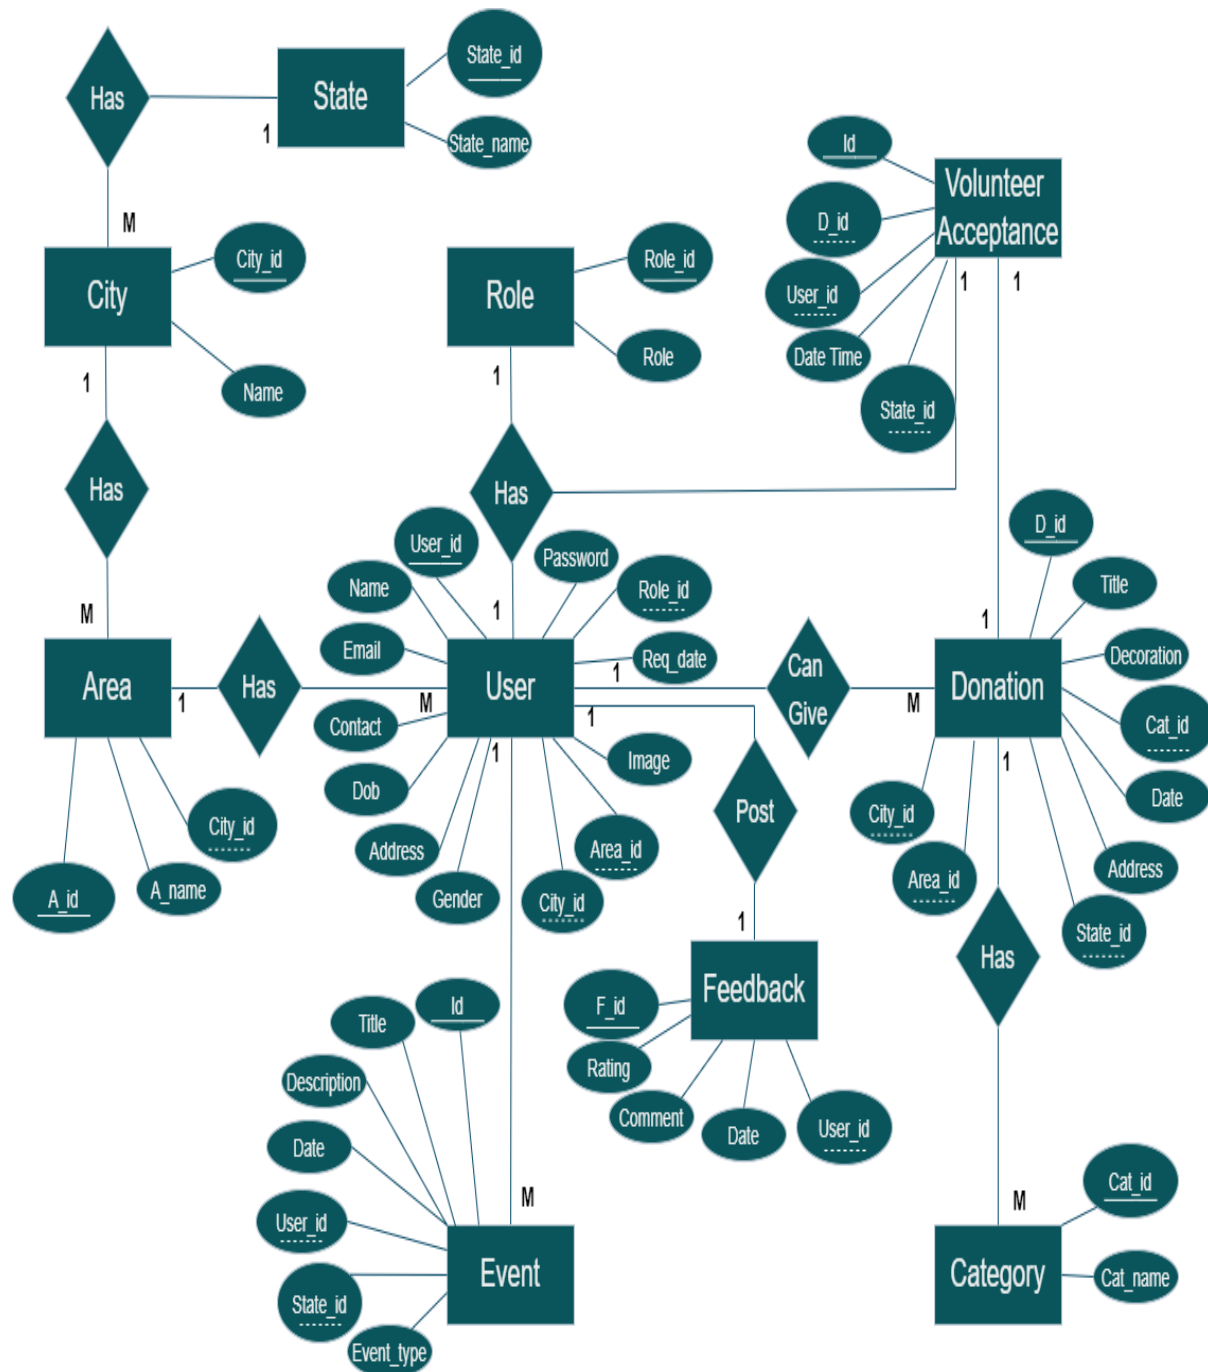 Has
State
State_id
State_name
1
M
City
City_id
Name
1
Has
M
Area
A_id
A_name
City_id
1
Has
M
Role
Role_id
Role
1
Has
1
User
User_id
Password
Role_id
Req_date
Name
Email
Contact
Dob
Address
Gender
City_id
Area_id
Image
1
1
1
Volunteer
Acceptance
Id
D_id
User_id
Date Time
State_id
1
1
1
Can
Give
M
Donation
D_id
Title
Decoration
Cat_id
Date
Address
State_id
Area_id
City_id
1
Has
M
Category
Cat_id
Cat_name
Post
1
Feedback
F_id
Rating
Comment
Date
User_id
M
Event
Id
Title
Description
Date
User_id
State_id
Event_type